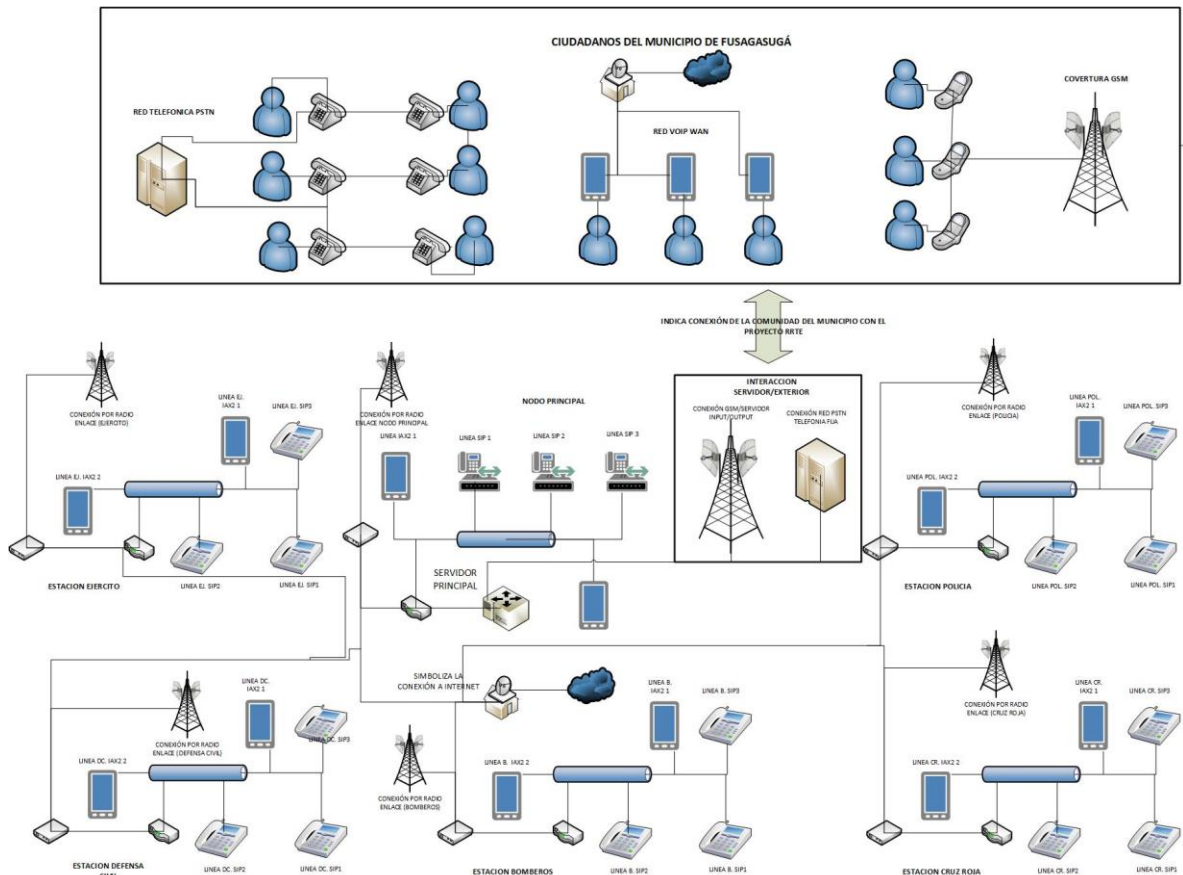 CIUDADANOS DEL MUNICIPIO DE FUSAGASUGÁ
RED TELEFONICA PSTN
RED VOIP WAN
COVERTURA GSM
INDICA CONEXIÓN DE LA COMUNIDAD DEL MUNICIPIO CON EL
PROYECTO RRTE
CONEXIÓN POR RADIO
ENLACE (EJERCITO)
LINEA EJ.
IAX2 1
LINEA EJ. SIP3
LINEA EJ. IAX2 2
LINEA EJ. SIP2
LINEA EJ. SIP1
ESTACION EJERCITO
CONEXIÓN POR RADIO
ENLACE NODO PRINCIPAL
NODO PRINCIPAL
LINEA IAX2 1
LINEA SIP 1
LINEA SIP 2
LINEA SIP 3
SERVIDOR
PRINCIPAL
INTERACCION
SERVIDOR/EXTERIOR
CONEXIÓN GSM/SERVIDOR
INPUT/OUTPUT
CONEXIÓN RED PSTN
TELEFONIA FIJA
CONEXIÓN POR RADIO
ENLACE (POLICIA)
LINEA POL.
IAX2 1
LINEA POL. SIP3
LINEA POL. IAX2 2
LINEA POL. SIP2
LINEA POL. SIP1
ESTACION POLICIA
CONEXIÓN POR RADIO
ENLACE (DEFENSA CIVIL)
LINEA DC.
IAX2 1
LINEA DC. SIP3
LINEA DC. IAX2 2
LINEA DC. SIP2
LINEA DC. SIP1
ESTACION DEFENSA
SIMBOLIZA LA
CONEXIÓN A INTERNET
CONEXIÓN POR RADIO
ENLACE (BOMBEROS)
LINEA B.
IAX2 1
LINEA B. SIP3
LINEA B. IAX2 2
LINEA B. SIP2
LINEA B. SIP1
ESTACION BOMBEROS
CONEXIÓN POR RADIO
ENLACE (CRUZ ROJA)
LINEA CR.
IAX2 1
LINEA CR. SIP3
LINEA CR. IAX2 2
LINEA CR. SIP2
LINEA CR. SIP1
ESTACION CRUZ ROJA